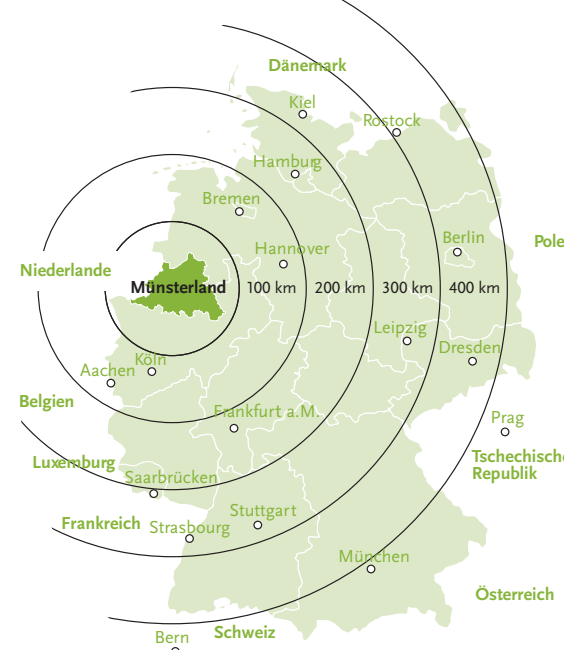 Dänemark
Kiel
Rostock
Hamburg
Bremen
Hannover
Berlin
Pole
Niederlande
Münsterland
100 km
200 km
300 km
400 km
Leipzig
Dresden
Köln
Aachen
Belgien
Frankfurt a.M.
Prag
Luxemburg
Saarbrücken
Tschechische
Republik
Stuttgart
Frankreich
Strasbourg
München
Österreich
Schweiz
Bern